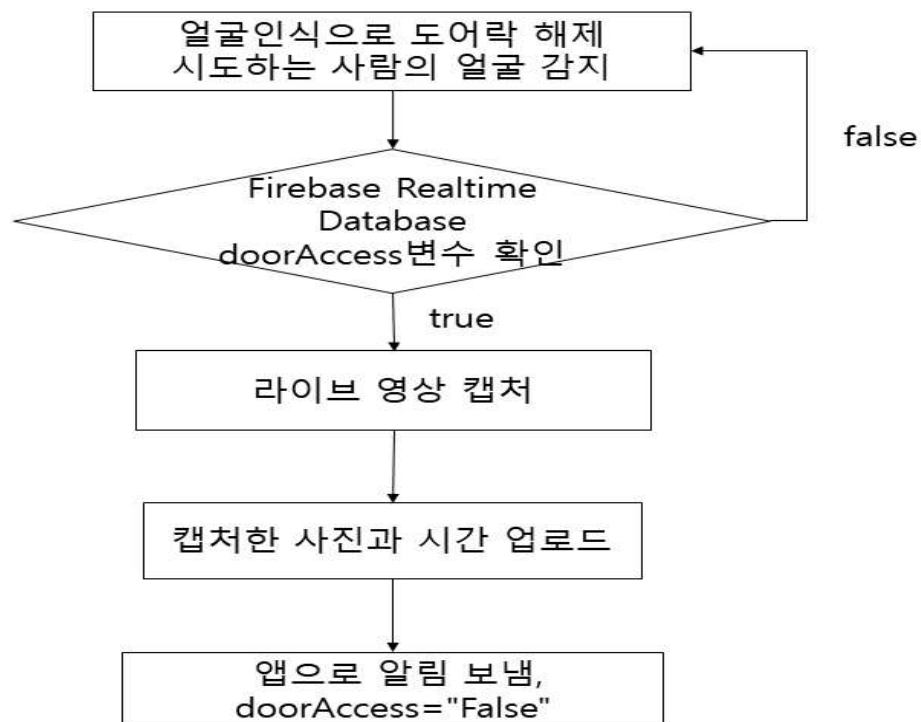 얼굴인식으로 도어락 해제
시도하는 사람의 얼굴 감지
false
Firebase Realtime
Database
doorAccess변수 확인
true
라이브 영상 캡처
캡처한 사진과 시간 업로드
앱으로 알림 보냄,
doorAccess="False"